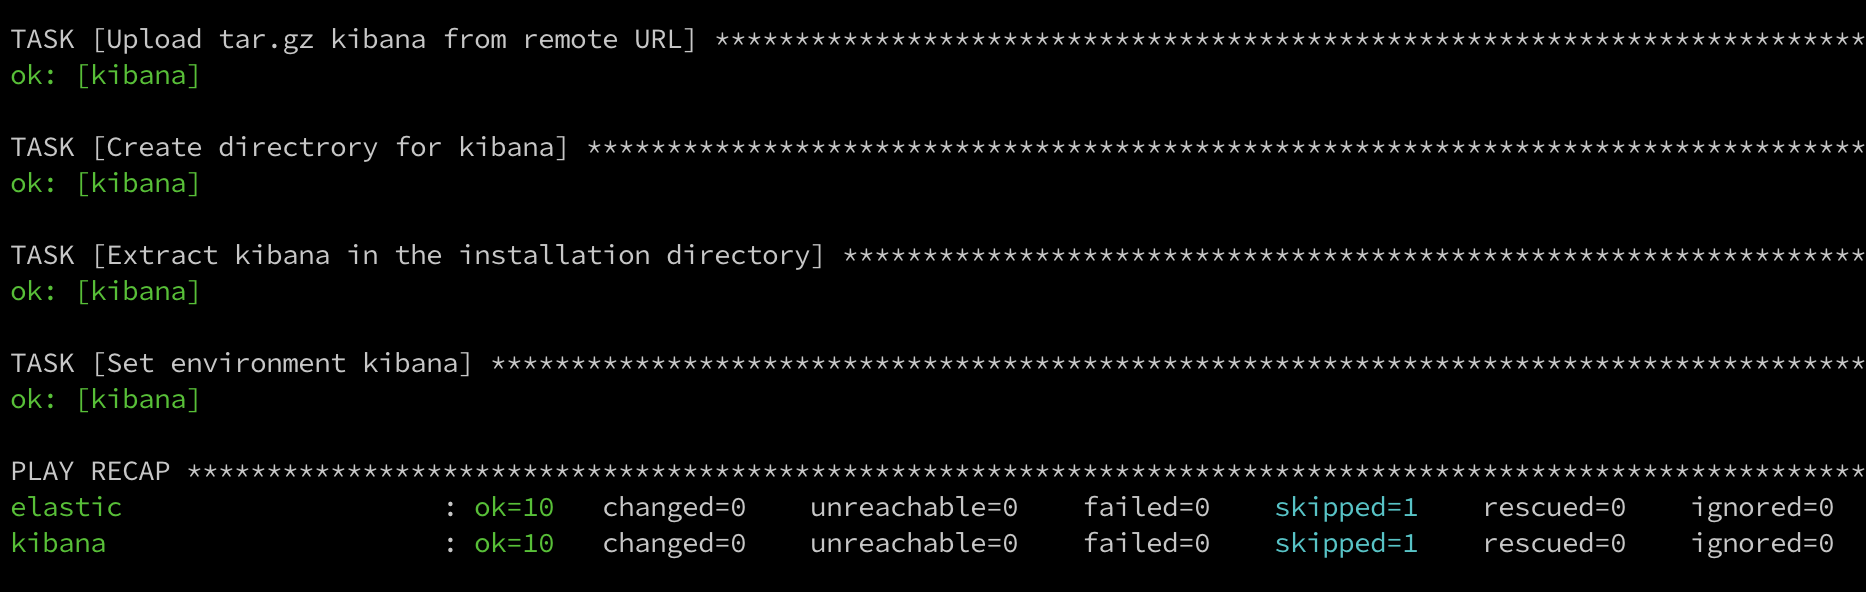 TASK [Upload tar.gz kibana from remote URL] ************************************************************************
ok: [kibana]
TASK [Create directrory for kibana] ********************************************************************************
ok: [kibana]
TASK [Extract kibana in the installation directory] ****************************************************************
ok: [kibana]
TASK [Set environment kibana] **************************************************************************************
ok: [kibana]
PLAY RECAP *********************************************************************************************************
elastic                    : ok=10   changed=0    unreachable=0    failed=0    skipped=1    rescued=0    ignored=0
kibana                     : ok=10   changed=0    unreachable=0    failed=0    skipped=1    rescued=0    ignored=0